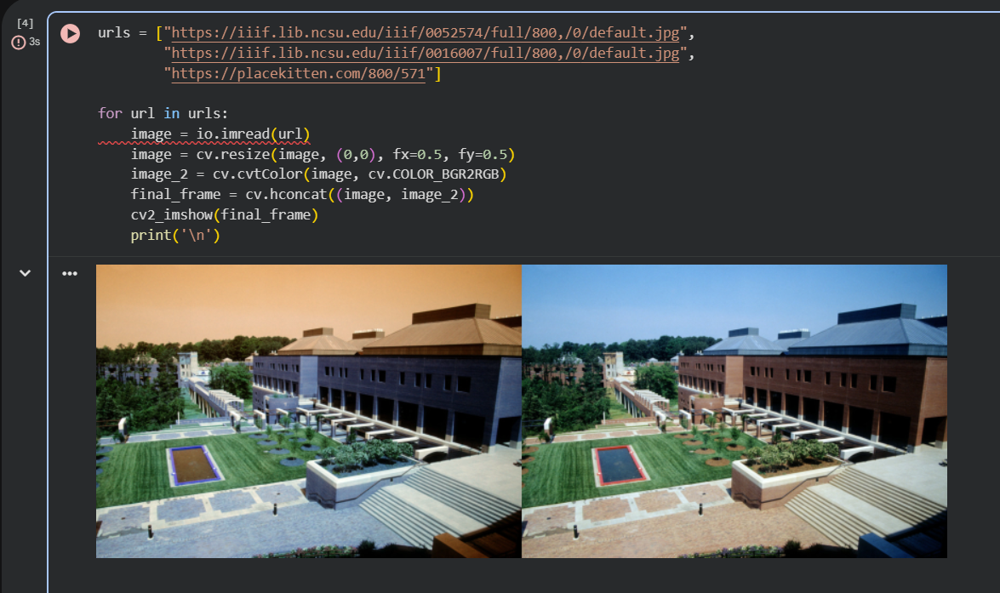 [4]
3s
urls = ["https://iiif.lib.ncsu.edu/iiif/0052574/full/800,/0/default.jpg",
"https://iiif.lib.ncsu.edu/iiif/0016007/full/800,/0/default.jpg",
"https://placekitten.com/800/571"]
for url in urls:
image = io.imread(url)
image = cv.resize(image, (0,0), fx=0.5, fy=0.5)
image_2 = cv.cvtColor(image, cv.COLOR_BGR2RGB)
final_frame = cv.hconcat((image, image_2))
cv2_imshow(final_frame)
print('\n')